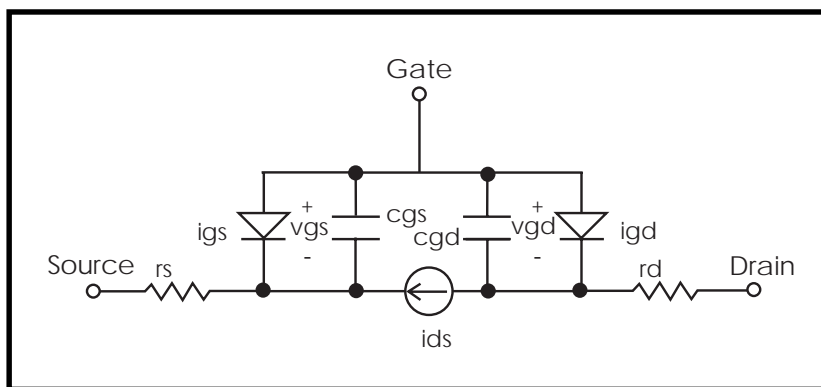 Gate
+
+
igs
vgs
cgs
cgd
vgd
igd
-
-
Source
rs
rd
Drain
ids